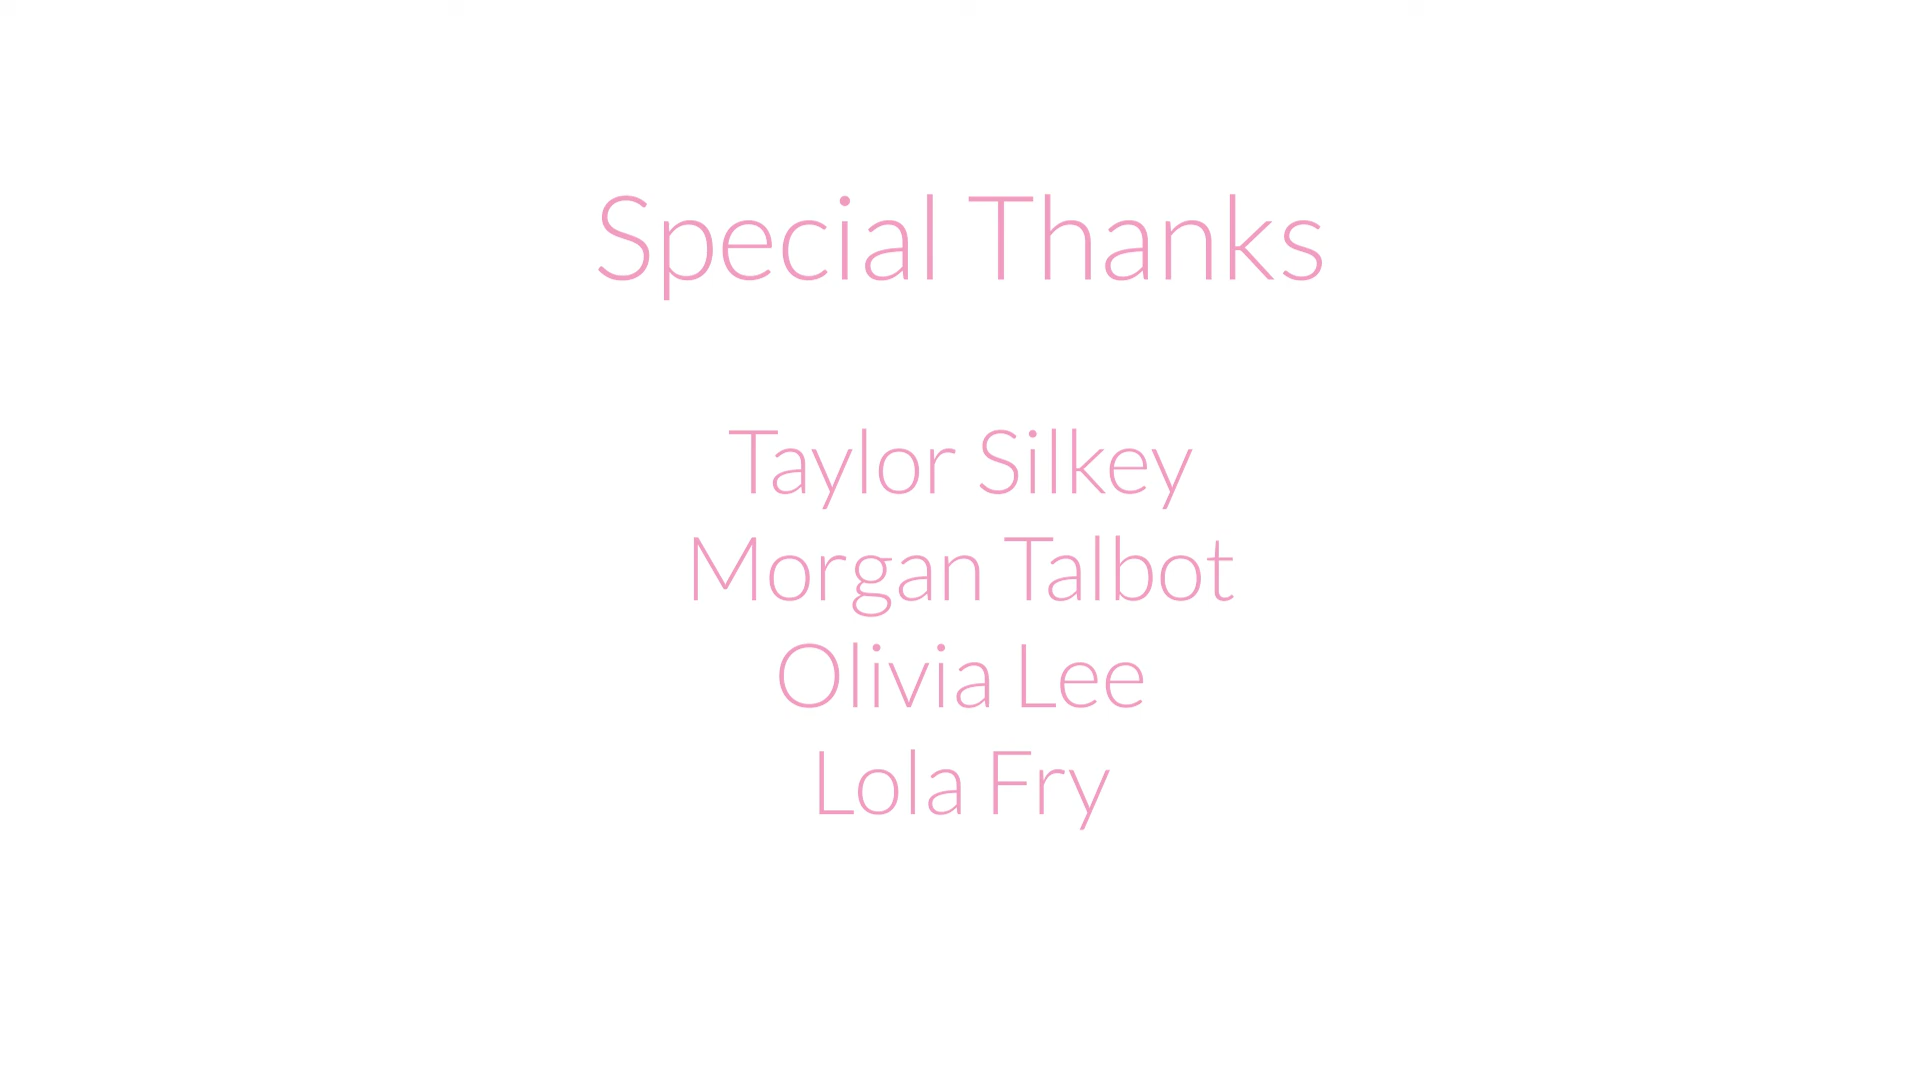 Special Thanks
Taylor Silkey
Morgan Talbot
Olivia Lee
Lola Fry